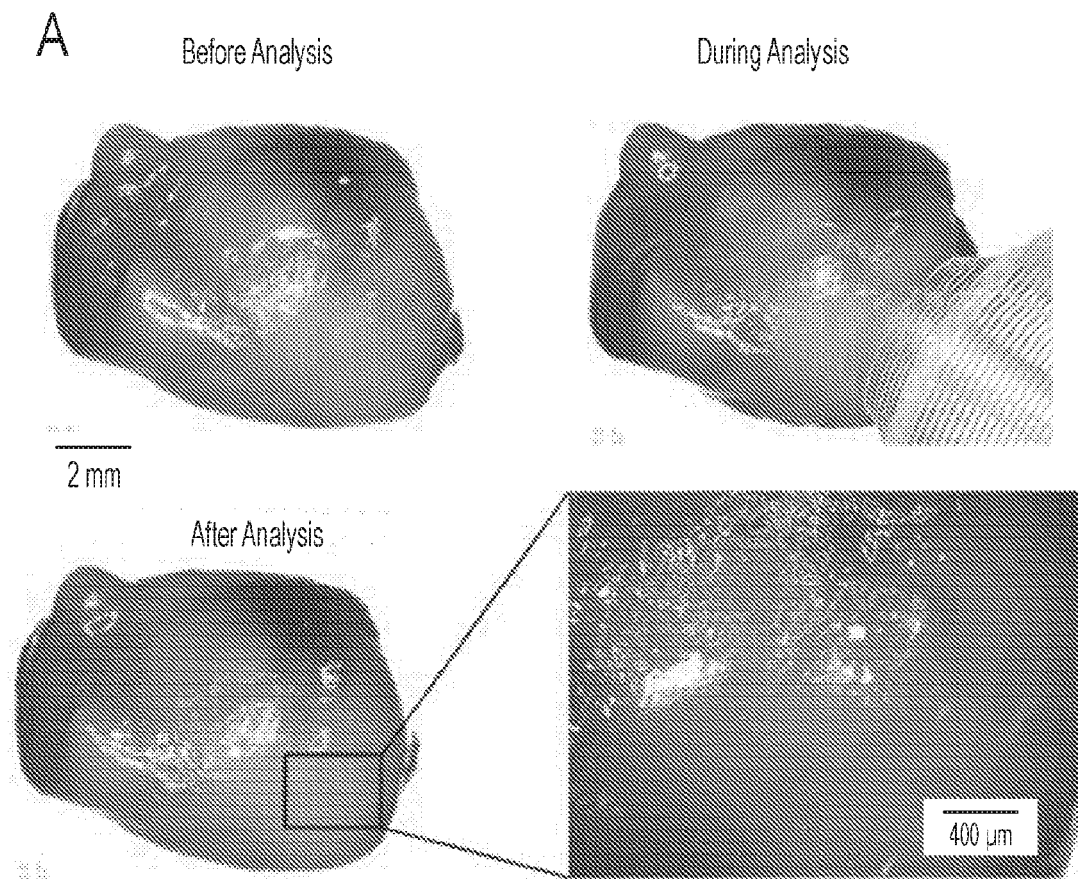 A
Before Analysis
During Analysis
2 mm
After Analysis
400 µm